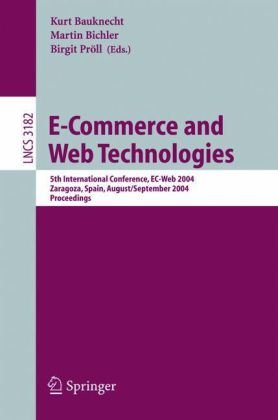 Kurt Bauknecht
Martin Bichler
Birgit Pröll (Eds.)
LNCS 3182
E-Commerce and
Web Technologies
5th International Conference, EC-Web 2004
Zaragoza, Spain, August/September 2004
Proceedings
Springer